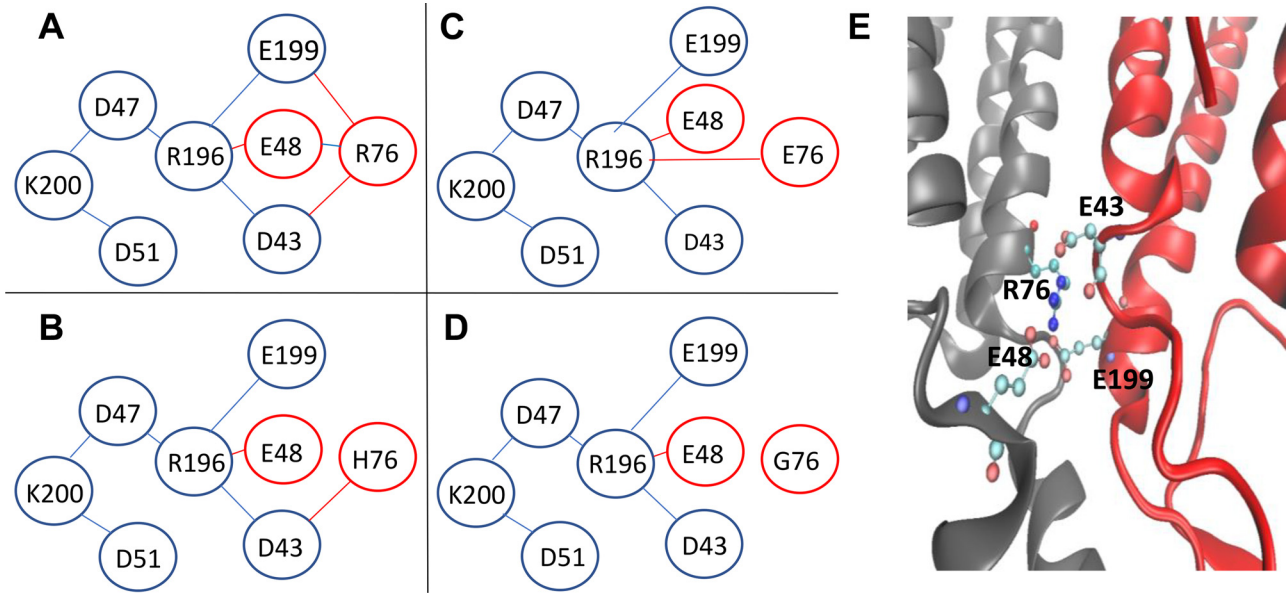 A
E199
D47
R196
E48
R76
K200
D43
D51
C
E199
D47
E48
R196
E76
K200
D43
D51
B
E199
D47
E48
R196
H76
K200
D43
D51
D
E199
D47
E48
R196
G76
K200
D43
D51
E
E43
R76
E48
E199